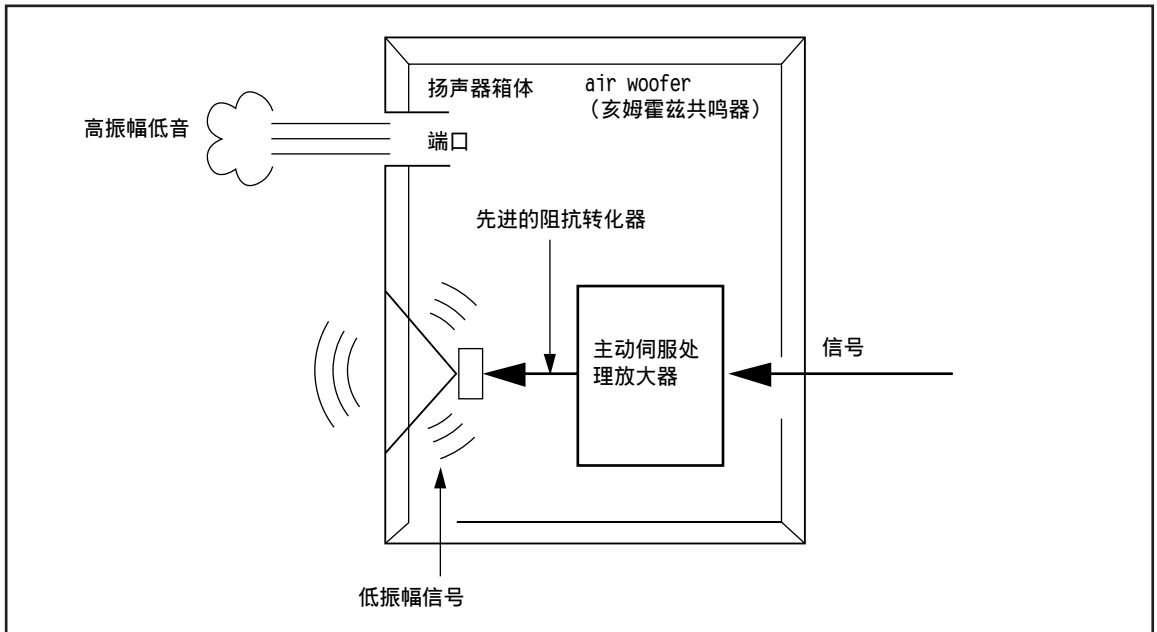 扬声器箱体
air woofer
（亥姆霍兹共鸣器）
高振幅低音
端口
先进的阻抗转化器
主动伺服处
理放大器
信号
低振幅信号